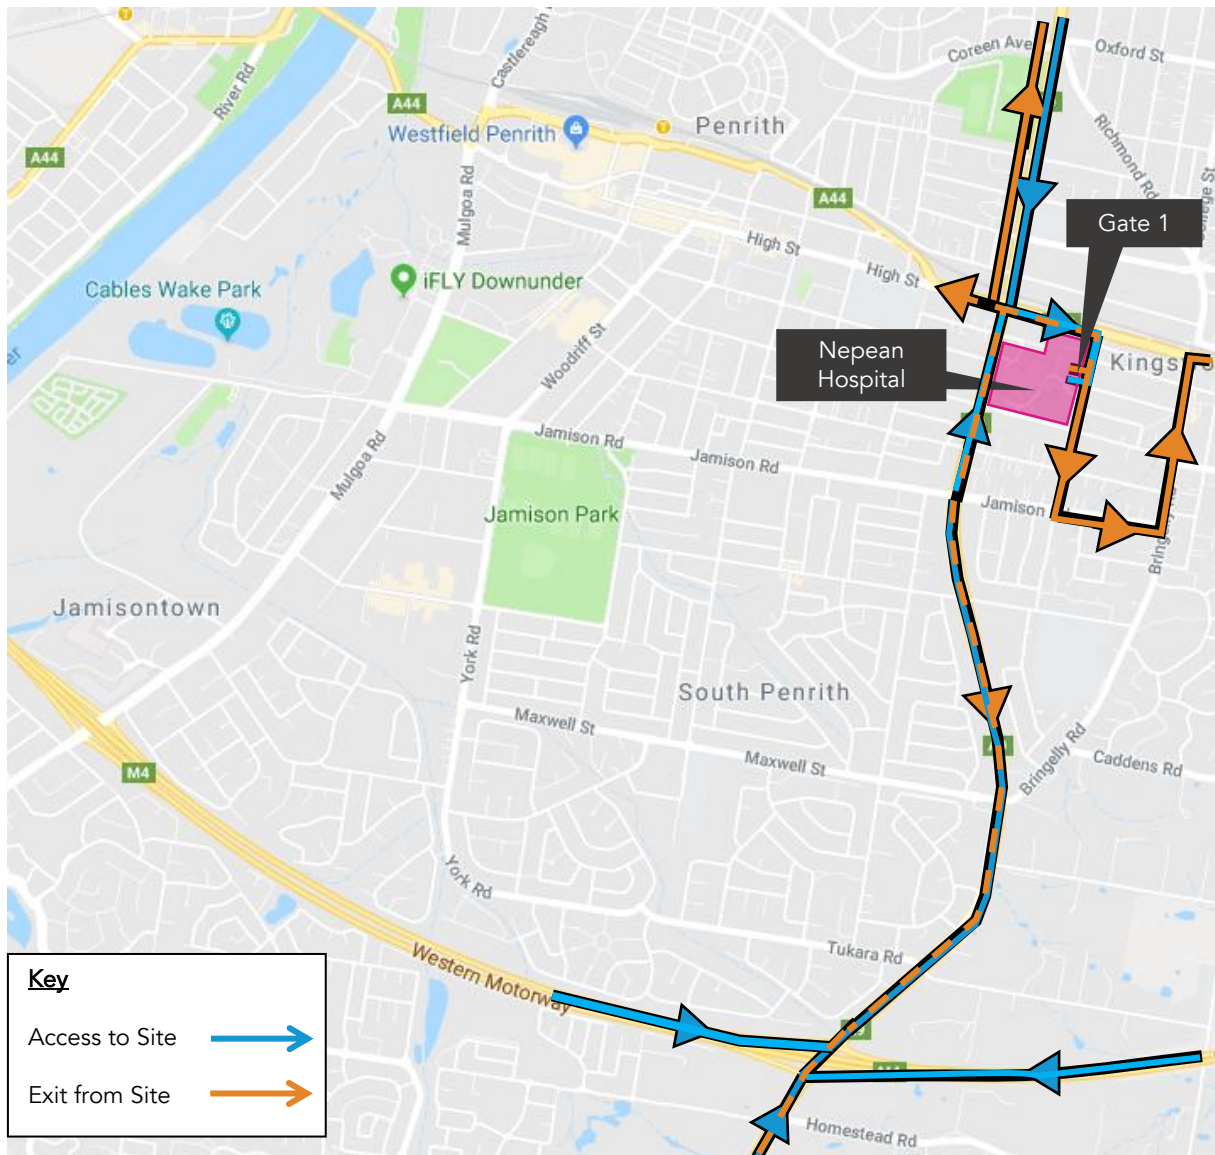 Coreen Ave
Oxford St
Castlereagh
River Rd
A44
Westfield Penrith
Penrith
Richmond Rd
A44
A44
Mulgoa Rd
Gate 1
High St
High St
iFLY Downunder
Cables Wake Park
Nepean
Hospital
Woodriff St
Jamison Rd
Jamison Rd
Mulgoa Rd
Jamison
Jamison Park
Bringelly Rd
Jamisontown
York Rd
South Penrith
Maxwell St
Maxwell St
Bringelly Rd
Caddens Rd
M4
York Rd
Tukara Rd
Western Motorway
Key
Access to Site
Exit from Site
Homestead Rd